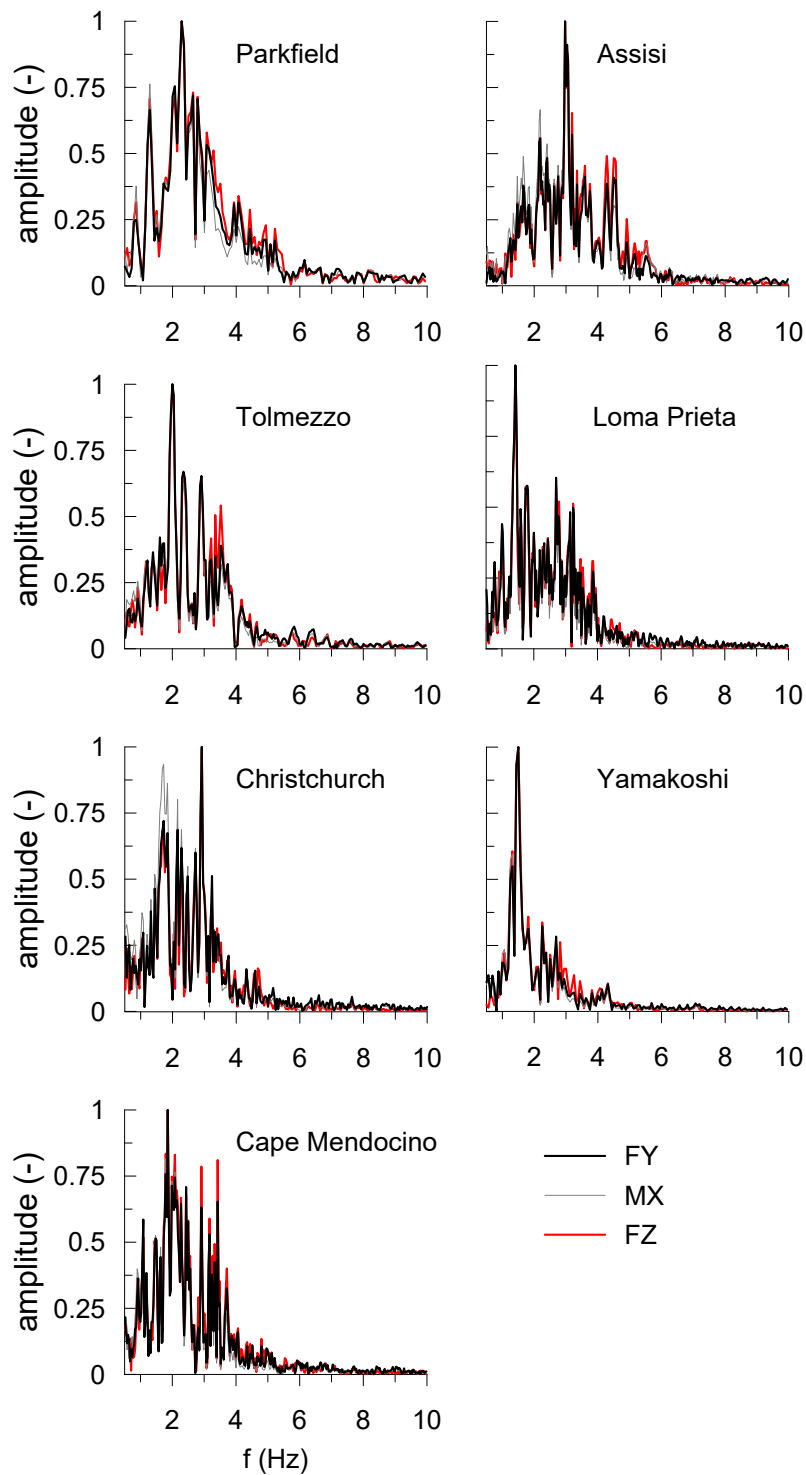 1
Parkfield
Assisi
0.75
amplitude (-)
0.5
0.25
0
2 4 6 8 10
2 4 6 8 10
1
Tolmezzo
Loma Prieta
0.75
amplitude (-)
0.5
0.25
0
2 4 6 8 10
2 4 6 8 10
1
Christchurch
Yamakoshi
0.75
amplitude (-)
0.5
0.25
0
2 4 6 8 10
2 4 6 8 10
1
Cape Mendocino
0.75
amplitude (-)
0.5
0.25
0
2 4 6 8 10
f (Hz)
FY
MX
FZ